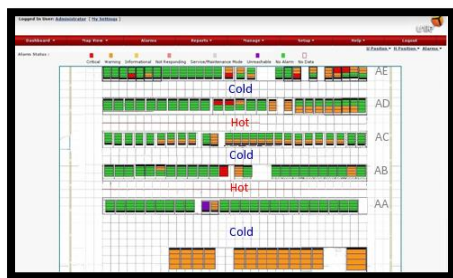 Logged in User: Administrator [ My Settings ]
Dashboard Map View Alarms Reports Manage Setup Help Logout
Alarm Status :
Critical Warning Informational Not Responding Service/Maintenance Mode Unreachable No Alarm No Data
AE
Cold
AD
Hot
AC
Cold
AB
Hot
AA
Cold